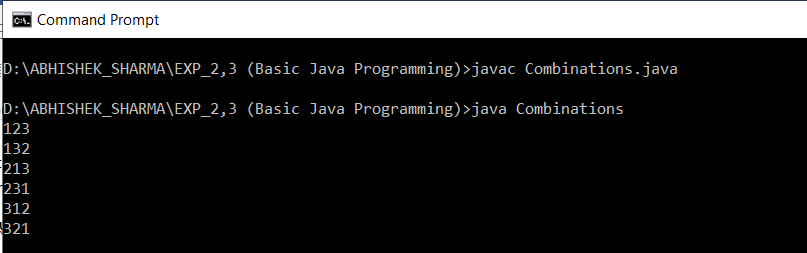 Command Prompt
D:\ABHISHEK_SHARMA\EXP_2,3 (Basic Java Programming)>javac Combinations.java
D:\ABHISHEK_SHARMA\EXP_2,3 (Basic Java Programming)>java Combinations
123
132
213
231
312
321